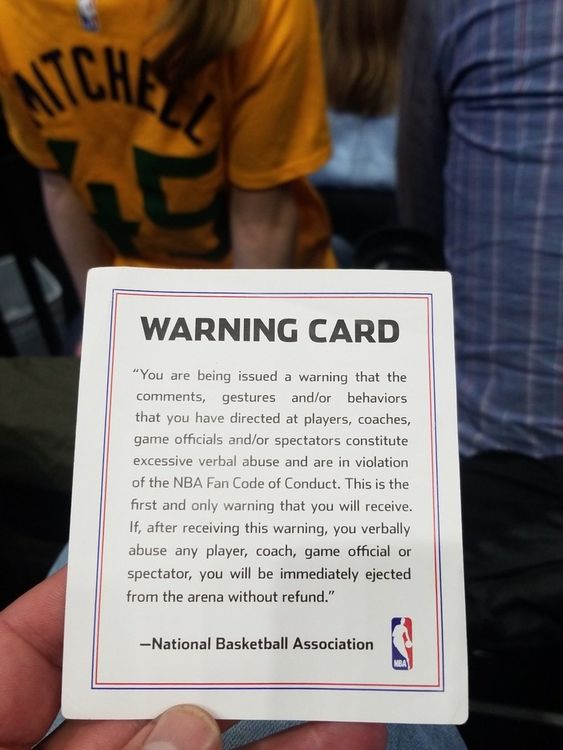 MITCHELL
45
WARNING CARD
“You are being issued a warning that the
comments, gestures and/or behaviors
that you have directed at players, coaches,
game officials and/or spectators constitute
excessive verbal abuse and are in violation
of the NBA Fan Code of Conduct. This is the
first and only warning that you will receive.
If, after receiving this warning, you verbally
abuse any player, coach, game official or
spectator, you will be immediately ejected
from the arena without refund.”
—National Basketball Association
NBA